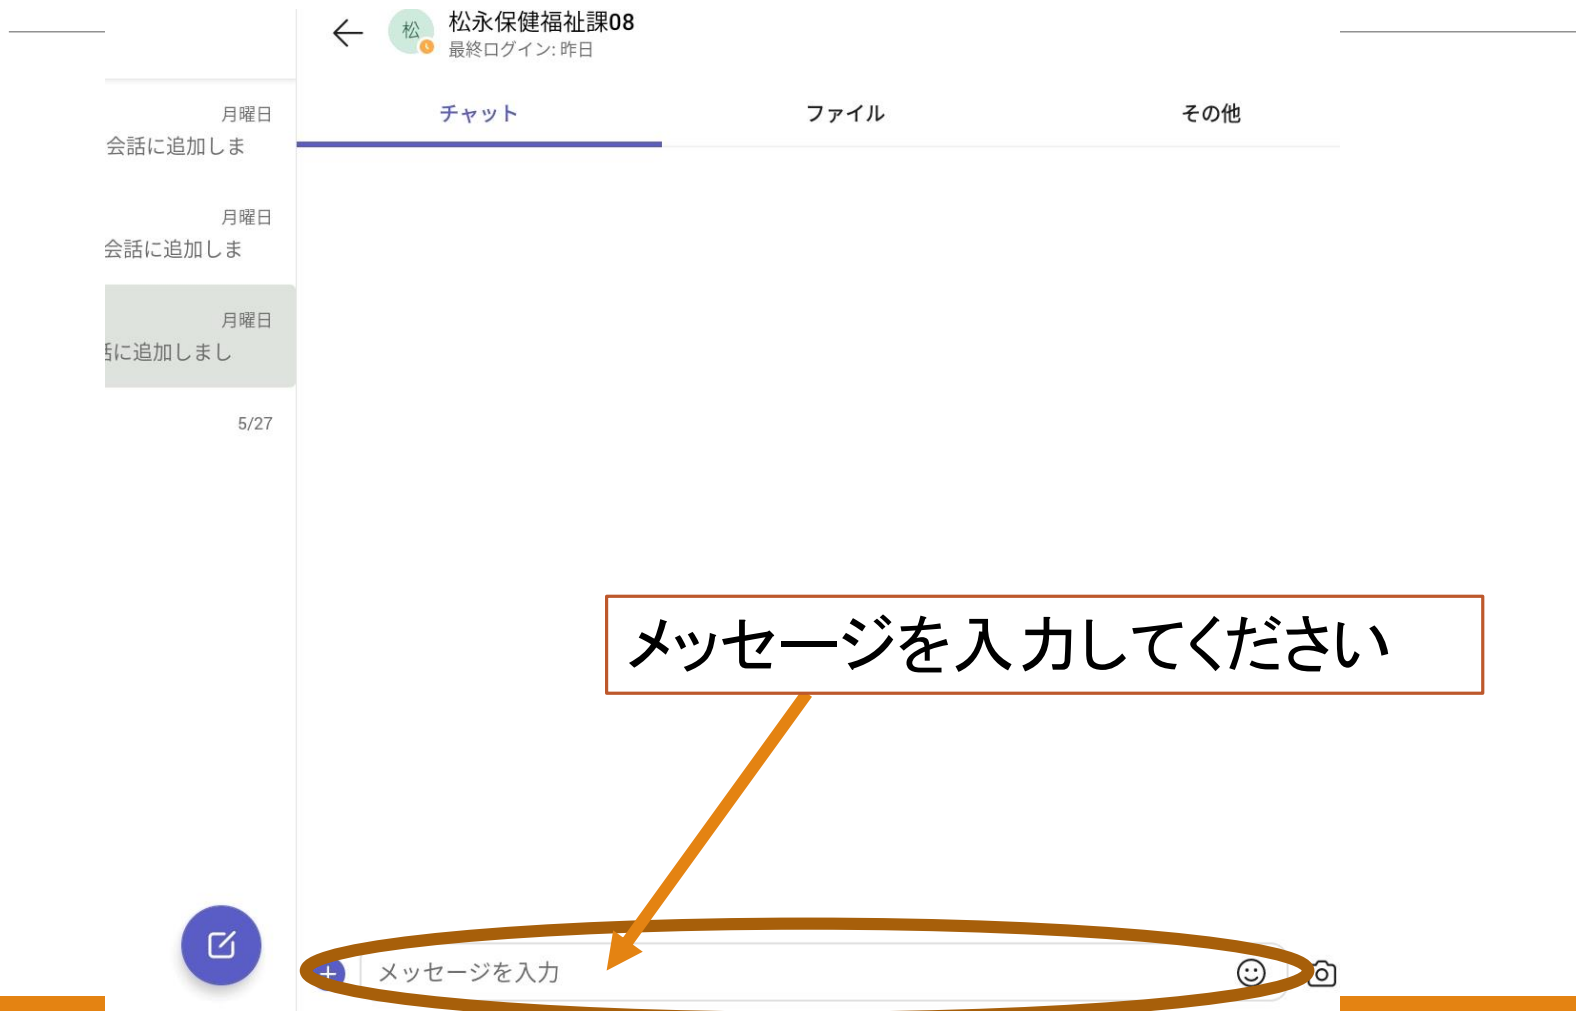 松永保健福祉課08
松
最終ログイン: 昨日
チャット
ファイル
その他
月曜日
会話に追加しま
月曜日
会話に追加しま
月曜日
に追加しまし
5/27
メッセージを入力してください
メッセージを入力